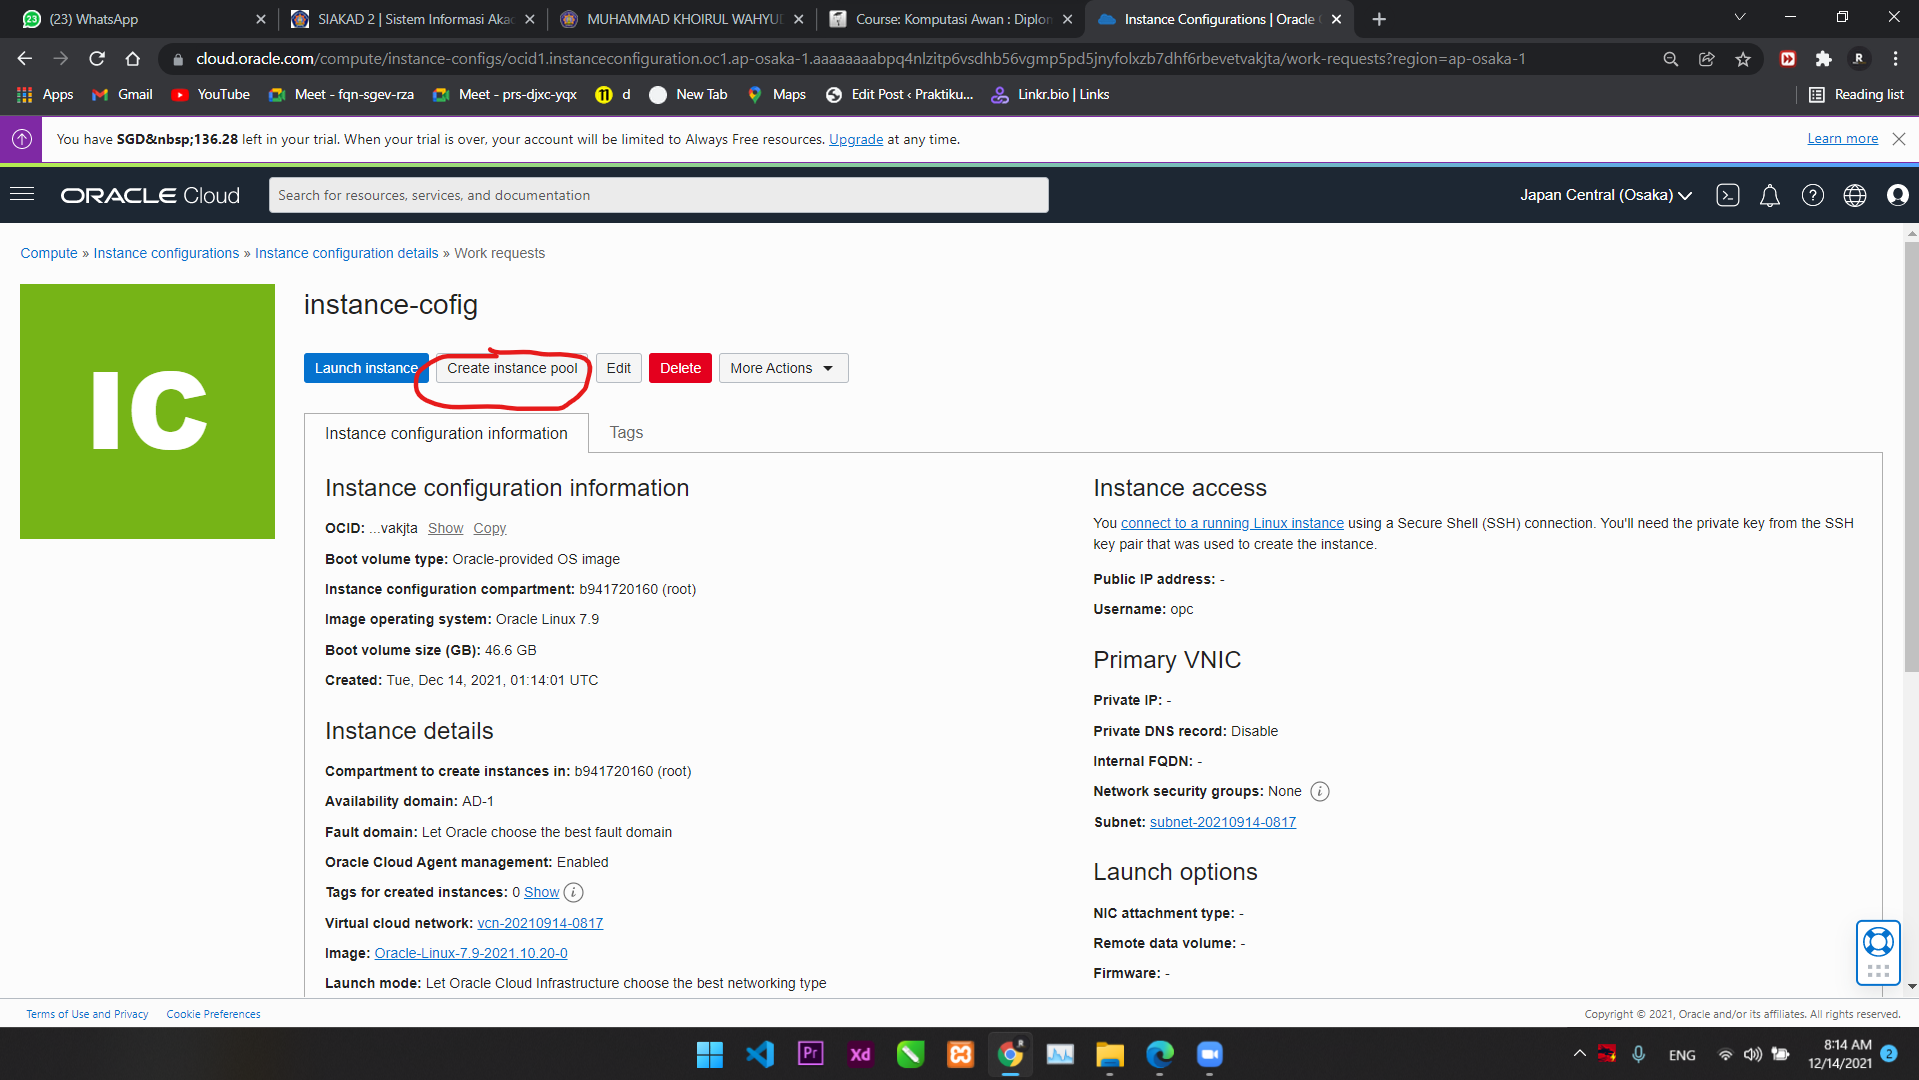 (23) WhatsApp
SIAKAD 2 | Sistem Informasi Akad
MUHAMMAD KHOIRUL WAHYUD
Course: Komputasi Awan : Diplom
Instance Configurations | Oracle C
cloud.oracle.com/compute/instance-configs/ocid1.instanceconfiguration.oc1.ap-osaka-1.aaaaaaaabpq4nlzitp6vsdhb56vgmp5pd5jnyfolxzb7dhf6rbevetvakjta/work-requests?region=ap-osaka-1
R
Apps
Gmail
YouTube
Meet - fqn-sgev-rza
Meet - prs-djxc-yqx
d
New Tab
Maps
Edit Post ‹ Praktiku...
Linkr.bio | Links
Reading list
You have SGD&nbsp;136.28 left in your trial. When your trial is over, your account will be limited to Always Free resources. Upgrade at any time.
Learn more
ORACLE Cloud
Search for resources, services, and documentation
Japan Central (Osaka)
Compute » Instance configurations » Instance configuration details » Work requests
IC
instance-cofig
Launch instance
Create instance pool
Edit
Delete
More Actions
Instance configuration information
Tags
Instance configuration information
OCID: ...vakjta Show Copy
Boot volume type: Oracle-provided OS image
Instance configuration compartment: b941720160 (root)
Image operating system: Oracle Linux 7.9
Boot volume size (GB): 46.6 GB
Created: Tue, Dec 14, 2021, 01:14:01 UTC
Instance details
Compartment to create instances in: b941720160 (root)
Availability domain: AD-1
Fault domain: Let Oracle choose the best fault domain
Oracle Cloud Agent management: Enabled
Tags for created instances: 0 Show
Virtual cloud network: vcn-20210914-0817
Image: Oracle-Linux-7.9-2021.10.20-0
Launch mode: Let Oracle Cloud Infrastructure choose the best networking type
Instance access
You connect to a running Linux instance using a Secure Shell (SSH) connection. You'll need the private key from the SSH
key pair that was used to create the instance.
Public IP address: -
Username: opc
Primary VNIC
Private IP: -
Private DNS record: Disable
Internal FQDN: -
Network security groups: None
Subnet: subnet-20210914-0817
Launch options
NIC attachment type: -
Remote data volume: -
Firmware: -
Terms of Use and Privacy
Cookie Preferences
Copyright © 2021, Oracle and/or its affiliates. All rights reserved.
Pr
Xd
R
ENG
8:14 AM
12/14/2021
2